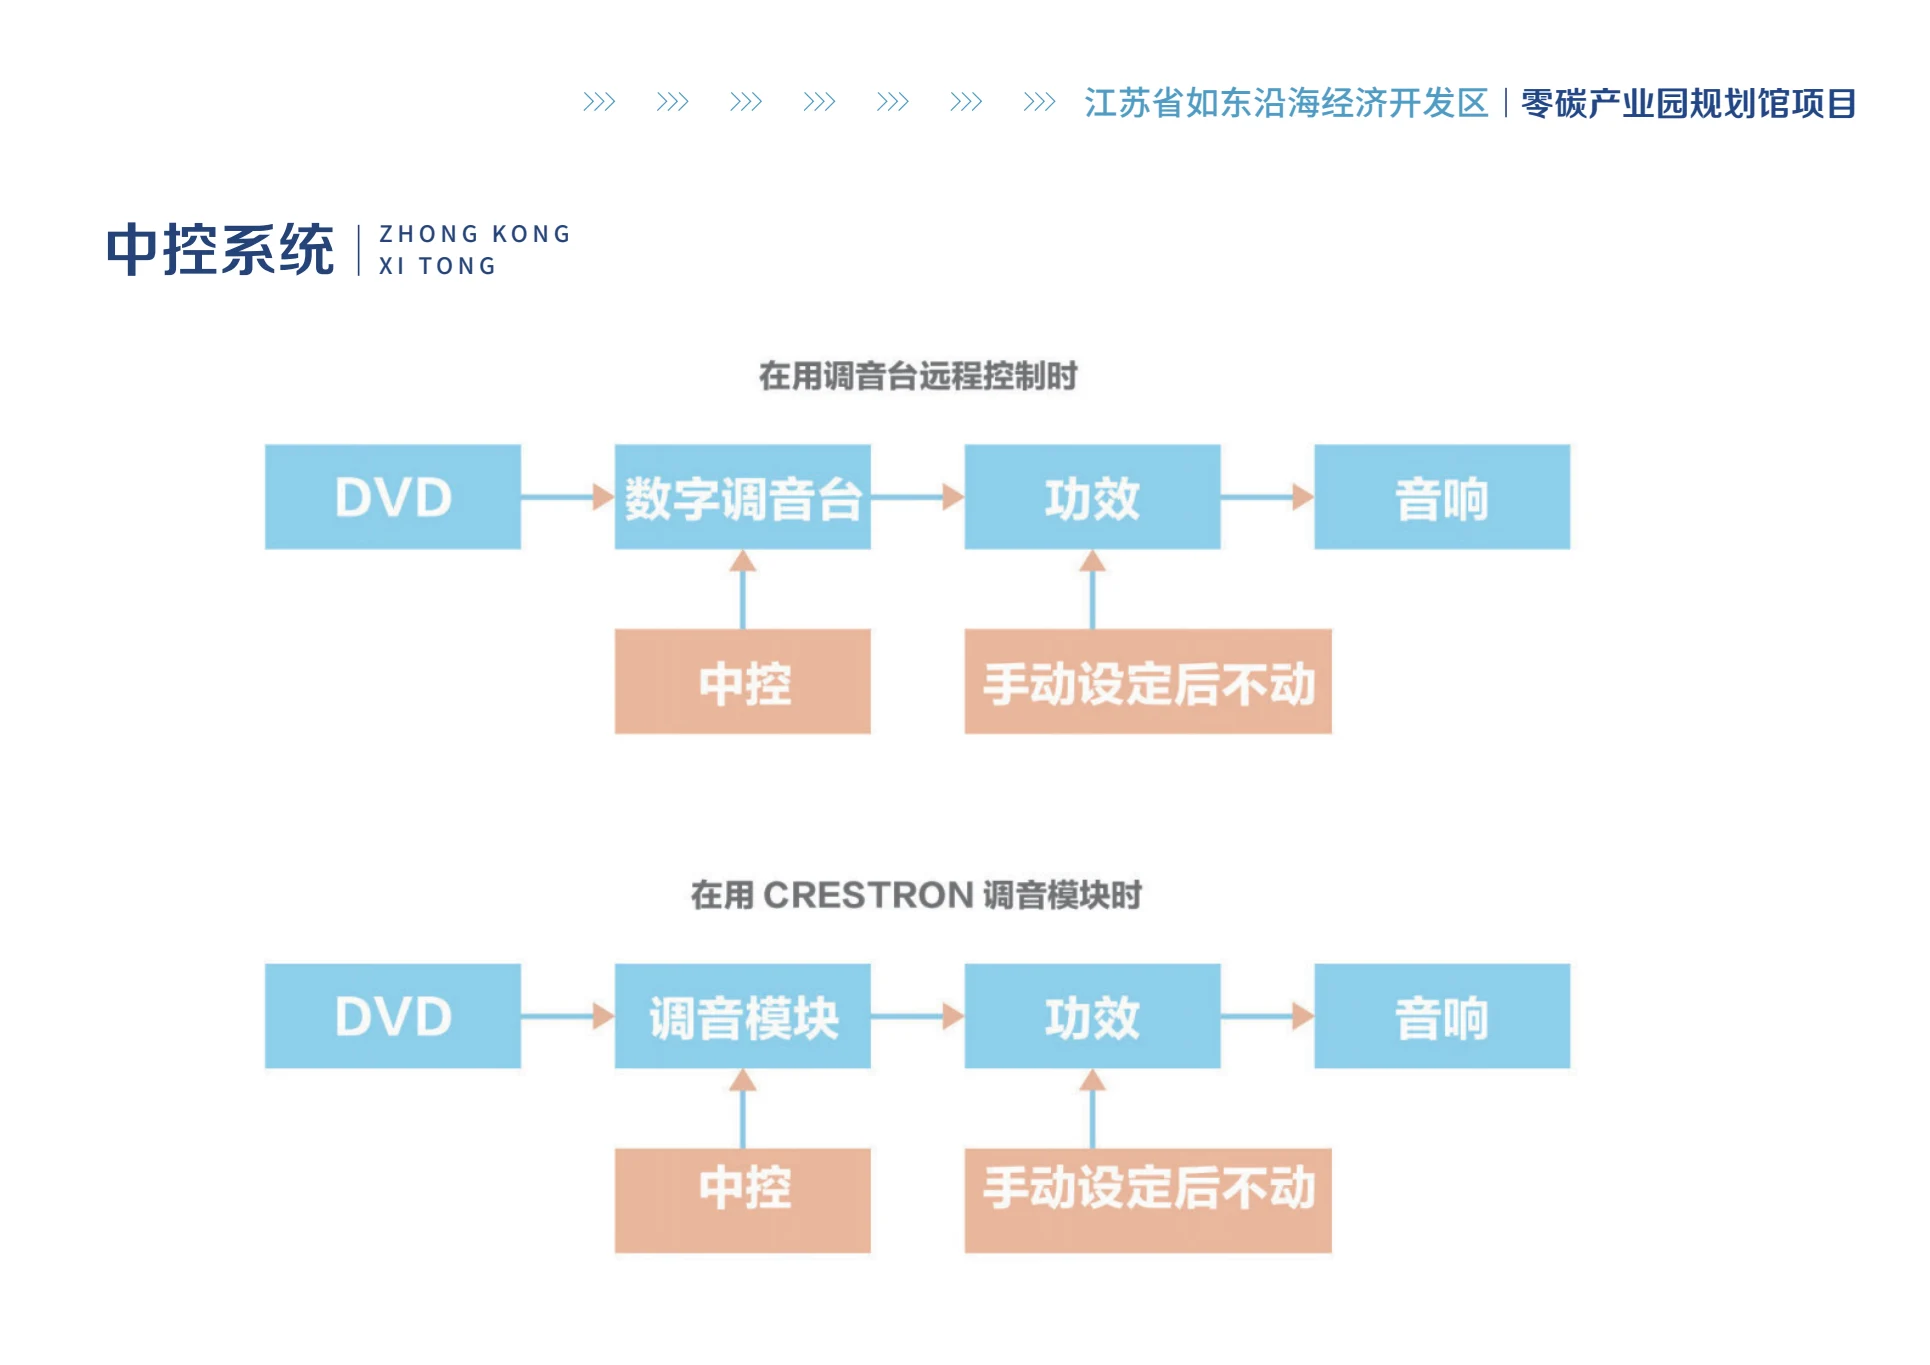 江苏省如东沿海经济开发区 | 零碳产业园规划馆项目
中控系统
ZHONG KONG
XI TONG
在用调音台远程控制时
DVD
数字调音台
功效
音响
中控
手动设定后不动
在用 CRESTRON 调音模块时
DVD
调音模块
功效
音响
中控
手动设定后不动